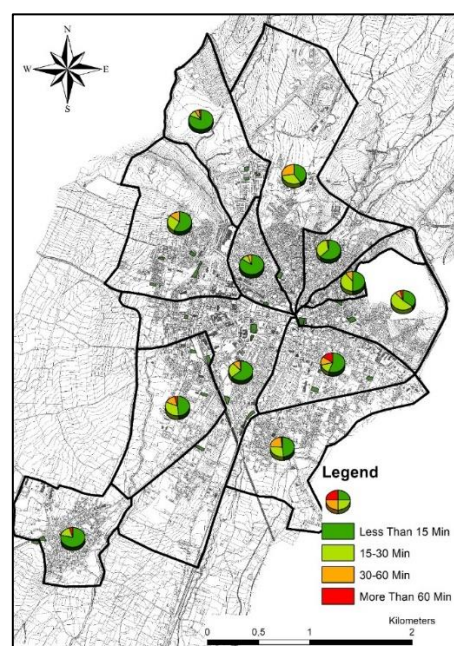 N
W E
S
Legend
Less Than 15 Min
15-30 Min
30-60 Min
More Than 60 Min
Kilometers
0 0,5 1 2